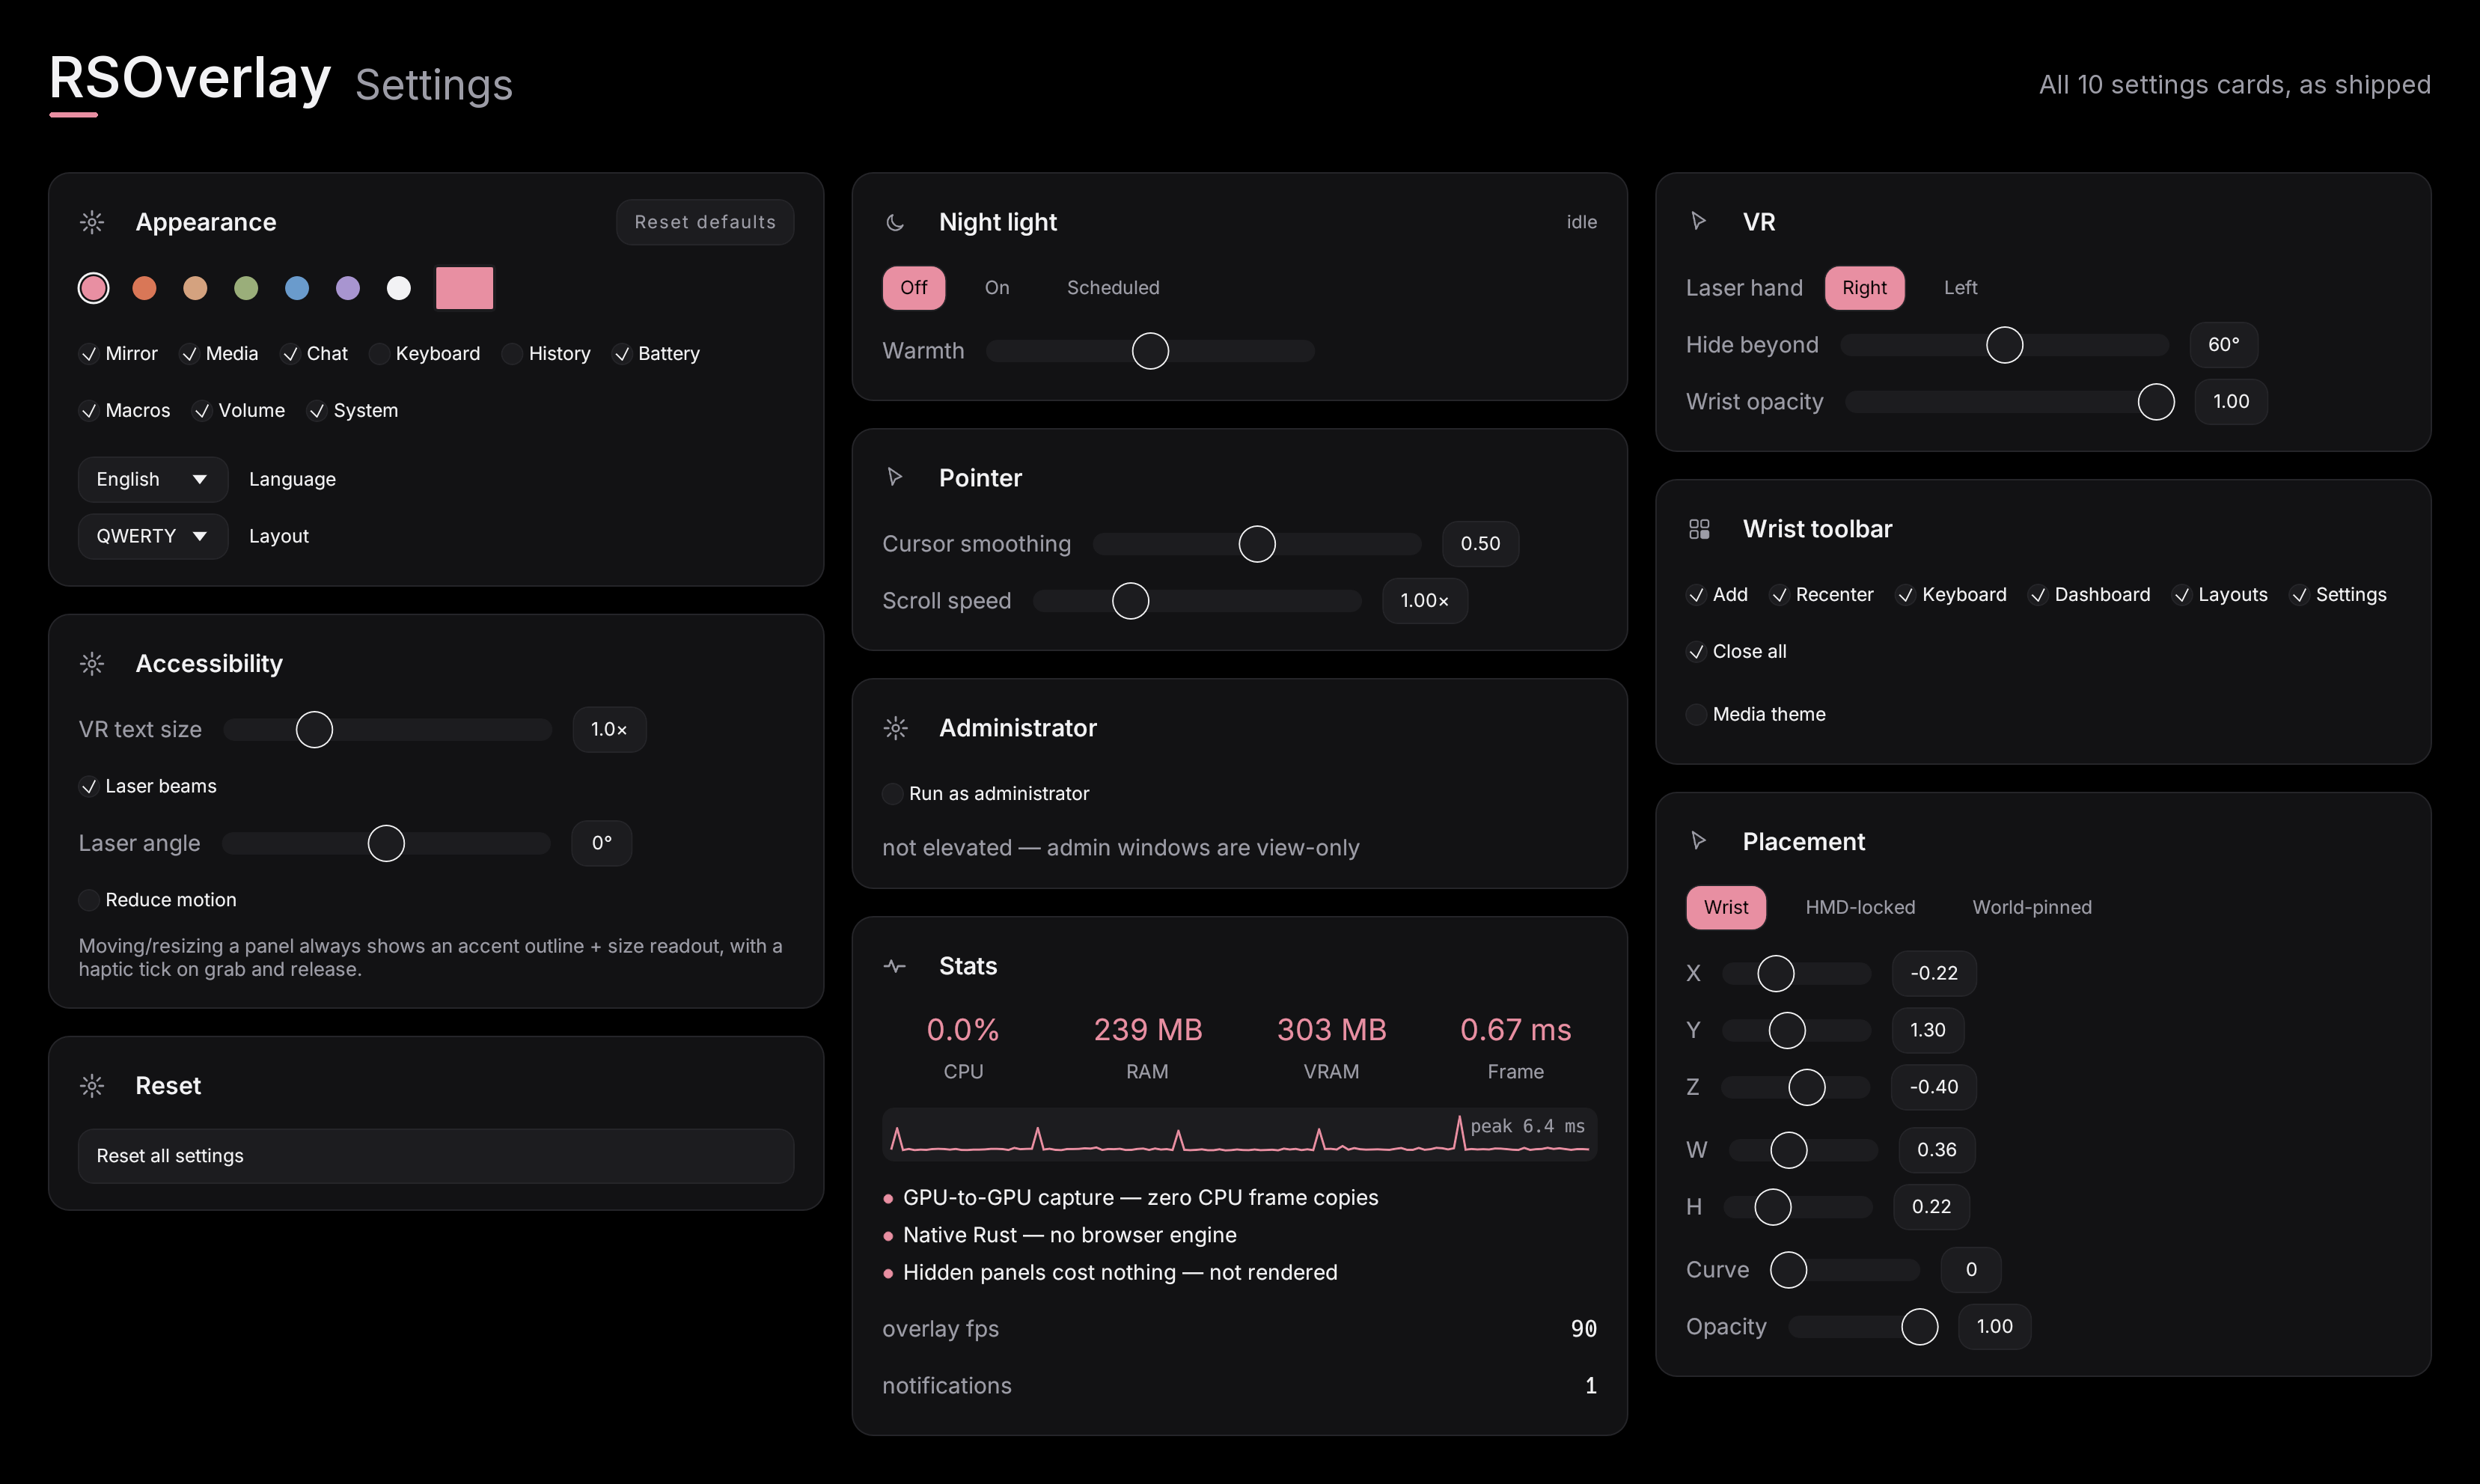 RSOverlay Settings
All 10 settings cards, as shipped
Appearance
Reset defaults
Mirror Media Chat Keyboard History Battery
Macros Volume System
English Language
QWERTY Layout
Accessibility
VR text size 1.0×
Laser beams
Laser angle 0°
Reduce motion
Moving/resizing a panel always shows an accent outline + size readout, with a
haptic tick on grab and release.
Reset
Reset all settings
Night light idle
Off On Scheduled
Warmth
Pointer
Cursor smoothing 0.50
Scroll speed 1.00×
Administrator
Run as administrator
not elevated — admin windows are view-only
Stats
0.0% 239 MB 303 MB 0.67 ms
CPU RAM VRAM Frame
peak 6.4 ms
GPU-to-GPU capture — zero CPU frame copies
Native Rust — no browser engine
Hidden panels cost nothing — not rendered
overlay fps 90
notifications 1
VR
Laser hand Right Left
Hide beyond 60°
Wrist opacity 1.00
Wrist toolbar
Add Recenter Keyboard Dashboard Layouts Settings
Close all
Media theme
Placement
Wrist HMD-locked World-pinned
X -0.22
Y 1.30
Z -0.40
W 0.36
H 0.22
Curve 0
Opacity 1.00